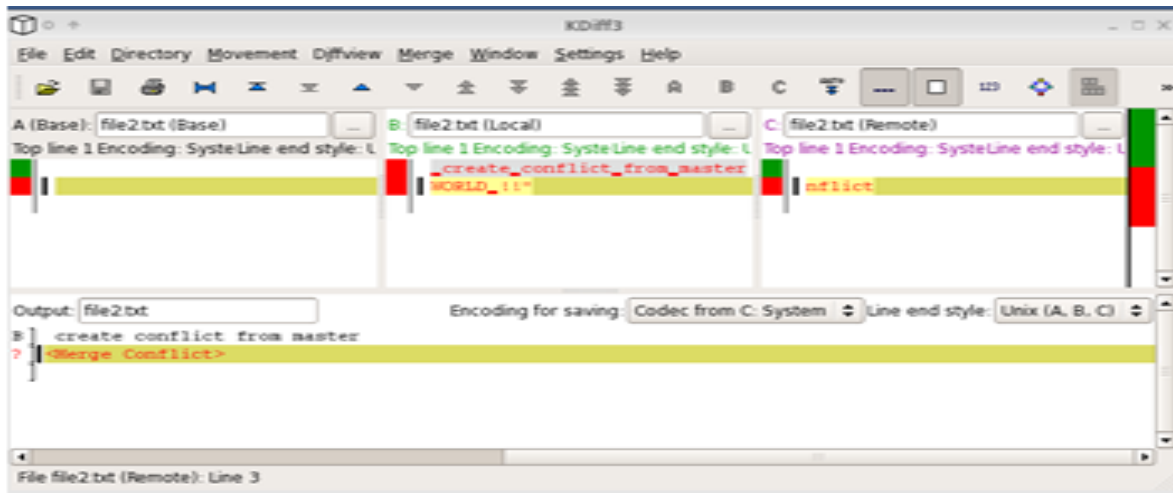 KDiff3
File Edit Directory Movement Diffview Merge Window Settings Help
A B C 123 »
A (Base): file2.txt (Base) ...
B: file2.txt (Local) ...
C: file2.txt (Remote) ...
Top line 1 Encoding: Syste Line end style: U
Top line 1 Encoding: Syste Line end style: U
Top line 1 Encoding: Syste Line end style: U
_create_conflict_from_master
WORLD_!!"
nflict
Output: file2.txt Encoding for saving: Codec from C: System Line end style: Unix (A, B, C)
B create conflict from master
? <Merge Conflict>
File file2.txt (Remote): Line 3